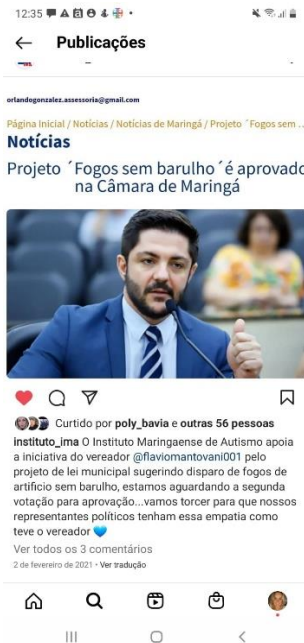 12:35
Publicações
orlandogonzalez.assessoria@gmail.com
Página Inicial / Notícias / Notícias de Maringá / Projeto ´Fogos sem ...
Notícias
Projeto ´Fogos sem barulho´é aprovado
na Câmara de Maringá
Curtido por poly_bavia e outras 56 pessoas
instituto_ima O Instituto Maringaense de Autismo apoia
a iniciativa do vereador @flaviomantovani001 pelo
projeto de lei municipal sugerindo disparo de fogos de
artificio sem barulho, estamos aguardando a segunda
votação para aprovação...vamos torcer para que nossos
representantes políticos tenham essa empatia como
teve o vereador 💙
Ver todos os 3 comentários
2 de fevereiro de 2021 • Ver tradução